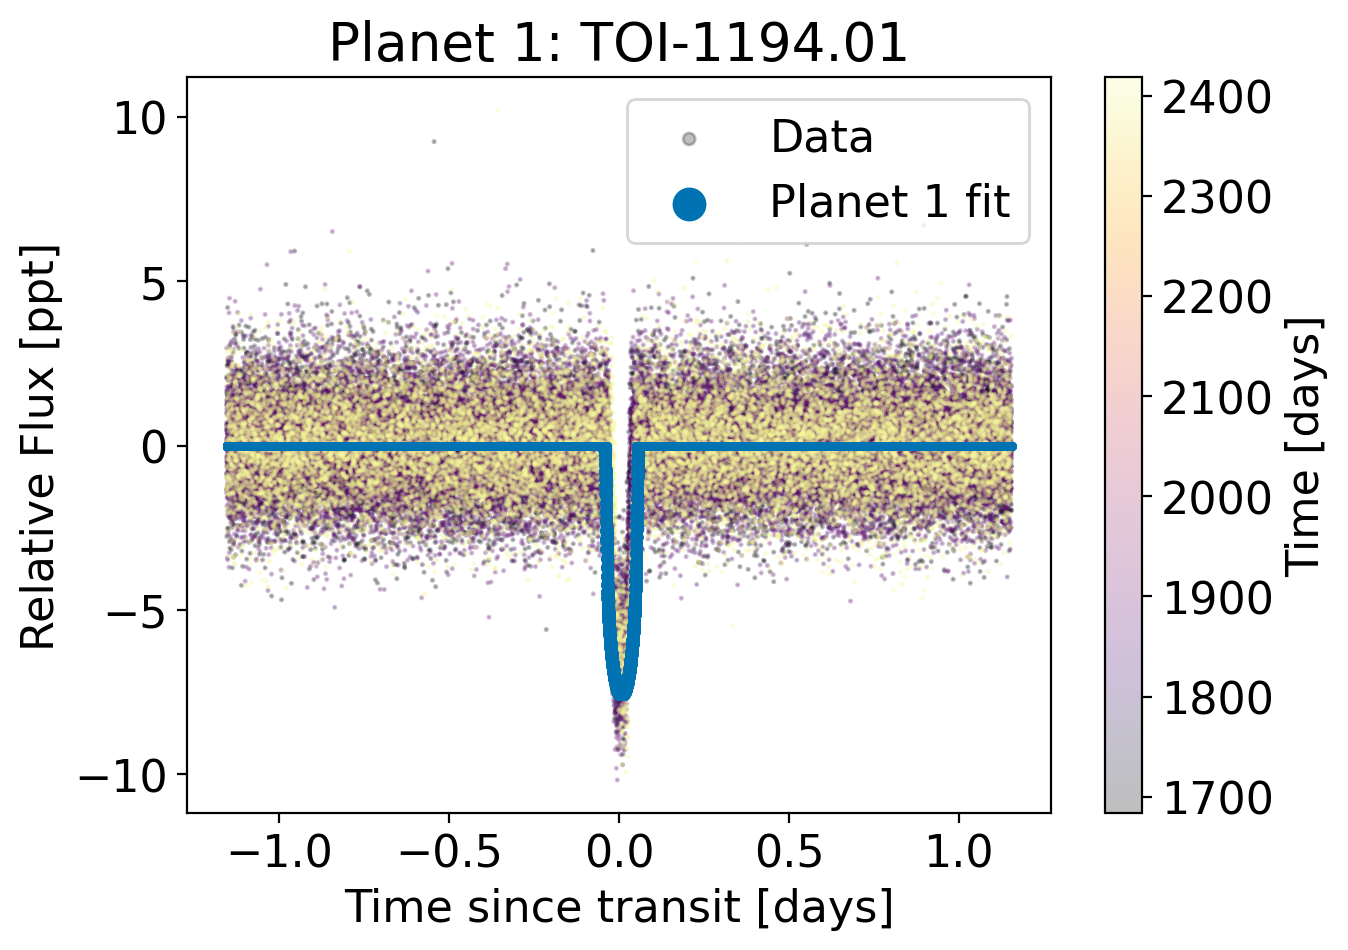 Planet 1: TOI-1194.01
Data
Planet 1 fit
10
5
0
−5
−10
Relative Flux [ppt]
−1.0 −0.5 0.0 0.5 1.0
Time since transit [days]
2400
2300
2200
2100
2000
1900
1800
1700
Time [days]